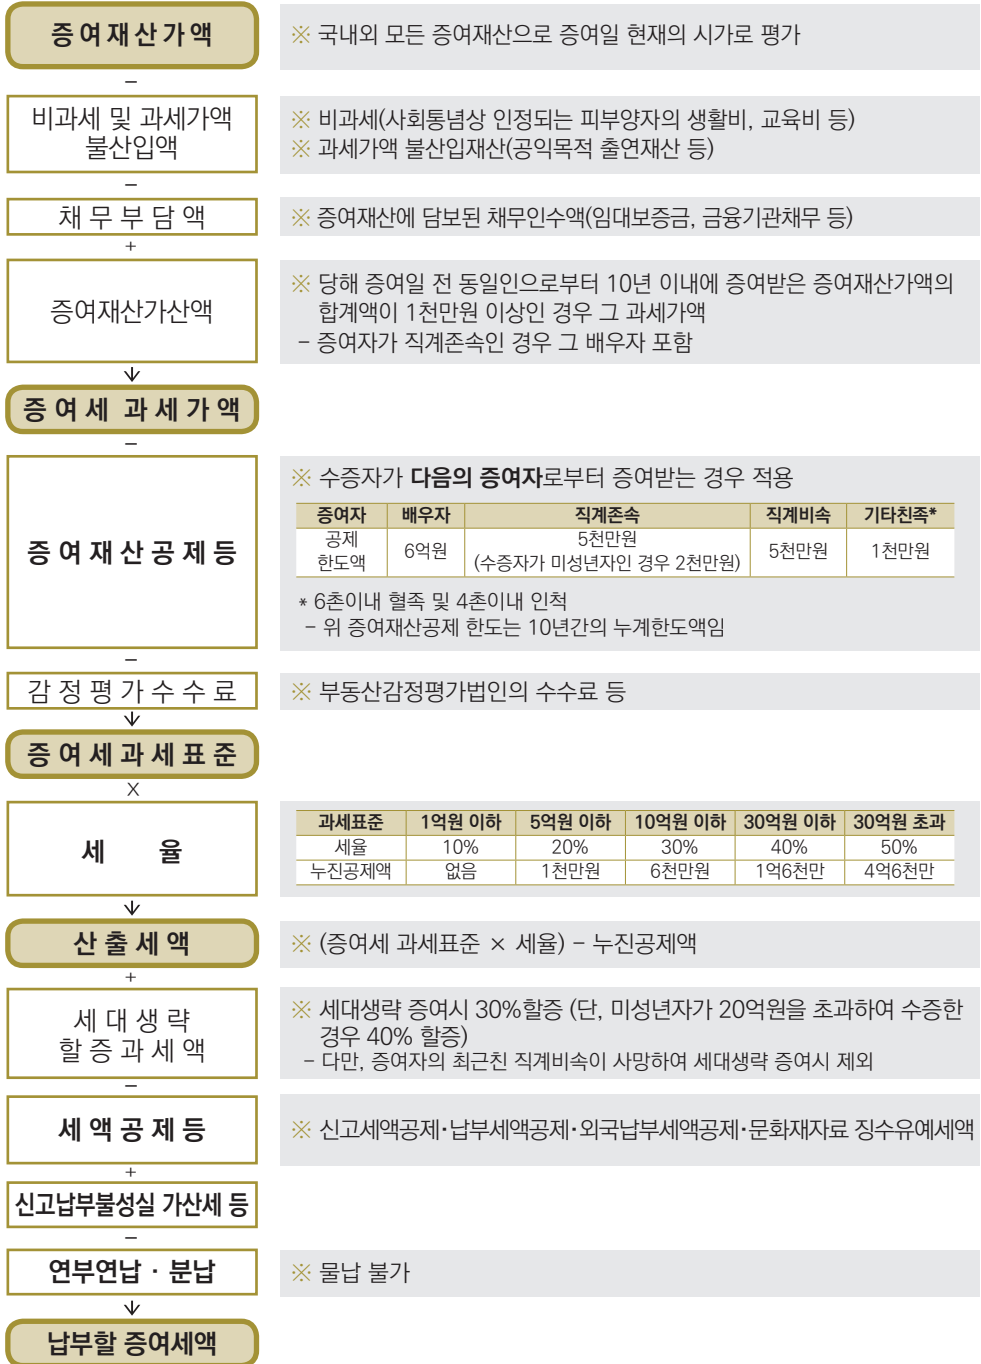 증여재산가액
※ 국내외 모든 증여재산으로 증여일 현재의 시가로 평가
−
비과세 및 과세가액
불산입액
※ 비과세(사회통념상 인정되는 피부양자의 생활비, 교육비 등)
※ 과세가액 불산입재산(공익목적 출연재산 등)
−
채 무 부 담 액
※ 증여재산에 담보된 채무인수액(임대보증금, 금융기관채무 등)
+
증여재산가산액
※ 당해 증여일 전 동일인으로부터 10년 이내에 증여받은 증여재산가액의
합계액이 1천만원 이상인 경우 그 과세가액
− 증여자가 직계존속인 경우 그 배우자 포함
↓
증 여 세 과 세 가 액
−
증 여 재 산 공 제 등
※ 수증자가 다음의 증여자로부터 증여받는 경우 적용
증여자 배우자 직계존속 직계비속 기타친족*
공제 한도액 6억원 5천만원 (수증자가 미성년자인 경우 2천만원) 5천만원 1천만원
* 6촌이내 혈족 및 4촌이내 인척
− 위 증여재산공제 한도는 10년간의 누계한도액임
−
감 정 평 가 수 수 료
※ 부동산감정평가법인의 수수료 등
↓
증 여 세 과 세 표 준
×
세 율
과세표준 1억원 이하 5억원 이하 10억원 이하 30억원 이하 30억원 초과
세율 10% 20% 30% 40% 50%
누진공제액 없음 1천만원 6천만원 1억6천만 4억6천만
↓
산 출 세 액
※ (증여세 과세표준 × 세율) − 누진공제액
+
세 대 생 략
할 증 과 세 액
※ 세대생략 증여시 30%할증 (단, 미성년자가 20억원을 초과하여 수증한
경우 40% 할증)
− 다만, 증여자의 최근친 직계비속이 사망하여 세대생략 증여시 제외
−
세 액 공 제 등
※ 신고세액공제·납부세액공제·외국납부세액공제·문화재자료 징수유예세액
+
신고납부불성실 가산세 등
−
연부연납 · 분납
※ 물납 불가
↓
납부할 증여세액